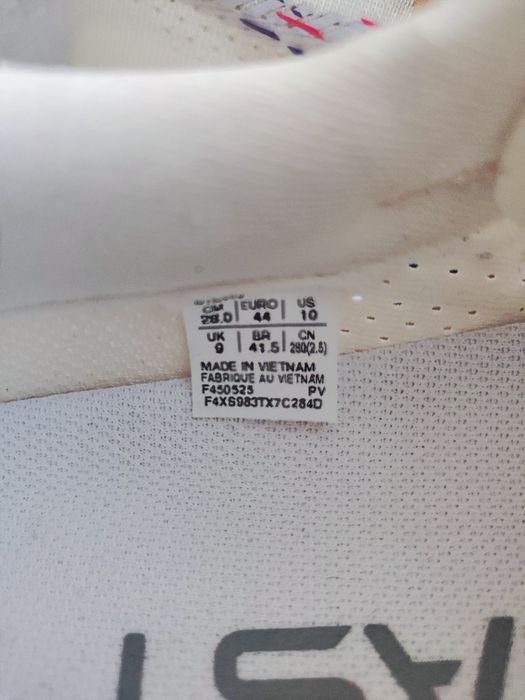 CM EURO US
28.0 44 10
UK BR CN
9 41.5 280(2.5)
MADE IN VIETNAM
FABRIQUE AU VIETNAM
F450525 PV
F4XS983TX7C284D